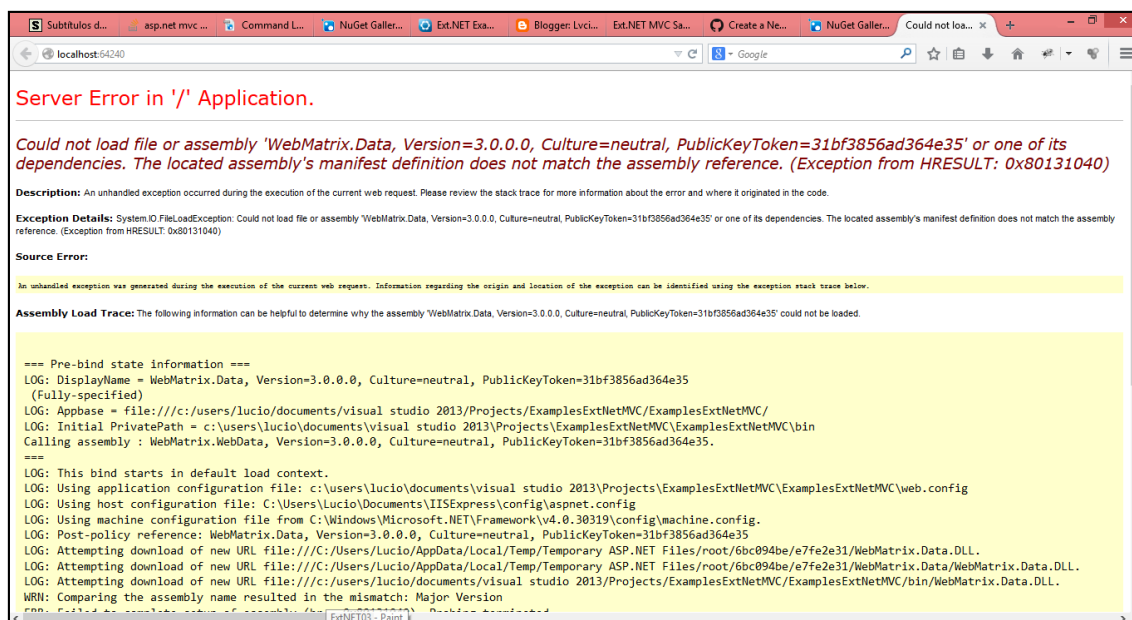 Subtítulos d...
asp.net mvc ...
Command L...
NuGet Galler...
Ext.NET Exa...
Blogger: Lvci...
Ext.NET MVC Sa...
Create a Ne...
NuGet Galler...
Could not loa...
localhost:64240
Google
Server Error in '/' Application.
Could not load file or assembly 'WebMatrix.Data, Version=3.0.0.0, Culture=neutral, PublicKeyToken=31bf3856ad364e35' or one of its
dependencies. The located assembly's manifest definition does not match the assembly reference. (Exception from HRESULT: 0x80131040)
Description: An unhandled exception occurred during the execution of the current web request. Please review the stack trace for more information about the error and where it originated in the code.
Exception Details: System.IO.FileLoadException: Could not load file or assembly 'WebMatrix.Data, Version=3.0.0.0, Culture=neutral, PublicKeyToken=31bf3856ad364e35' or one of its dependencies. The located assembly's manifest definition does not match the assembly
reference. (Exception from HRESULT: 0x80131040)
Source Error:
An unhandled exception was generated during the execution of the current web request. Information regarding the origin and location of the exception can be identified using the exception stack trace below.
Assembly Load Trace: The following information can be helpful to determine why the assembly 'WebMatrix.Data, Version=3.0.0.0, Culture=neutral, PublicKeyToken=31bf3856ad364e35' could not be loaded.
=== Pre-bind state information ===
LOG: DisplayName = WebMatrix.Data, Version=3.0.0.0, Culture=neutral, PublicKeyToken=31bf3856ad364e35
(Fully-specified)
LOG: Appbase = file:///c:/users/lucio/documents/visual studio 2013/Projects/ExamplesExtNetMVC/ExamplesExtNetMVC/
LOG: Initial PrivatePath = c:\users\lucio\documents\visual studio 2013\Projects\ExamplesExtNetMVC\ExamplesExtNetMVC\bin
Calling assembly : WebMatrix.WebData, Version=3.0.0.0, Culture=neutral, PublicKeyToken=31bf3856ad364e35.
===
LOG: This bind starts in default load context.
LOG: Using application configuration file: c:\users\lucio\documents\visual studio 2013\Projects\ExamplesExtNetMVC\ExamplesExtNetMVC\web.config
LOG: Using host configuration file: C:\Users\Lucio\Documents\IISExpress\config\aspnet.config
LOG: Using machine configuration file from C:\Windows\Microsoft.NET\Framework\v4.0.30319\config\machine.config.
LOG: Post-policy reference: WebMatrix.Data, Version=3.0.0.0, Culture=neutral, PublicKeyToken=31bf3856ad364e35
LOG: Attempting download of new URL file:///C:/Users/Lucio/AppData/Local/Temp/Temporary ASP.NET Files/root/6bc094be/e7fe2e31/WebMatrix.Data.DLL.
LOG: Attempting download of new URL file:///C:/Users/Lucio/AppData/Local/Temp/Temporary ASP.NET Files/root/6bc094be/e7fe2e31/WebMatrix.Data/WebMatrix.Data.DLL.
LOG: Attempting download of new URL file:///c:/users/lucio/documents/visual studio 2013/Projects/ExamplesExtNetMVC/ExamplesExtNetMVC/bin/WebMatrix.Data.DLL.
WRN: Comparing the assembly name resulted in the mismatch: Major Version
ERR: Failed to complete setup of assembly (hr = 0x80131040). Probing terminated.
ExtNET03 - Paint